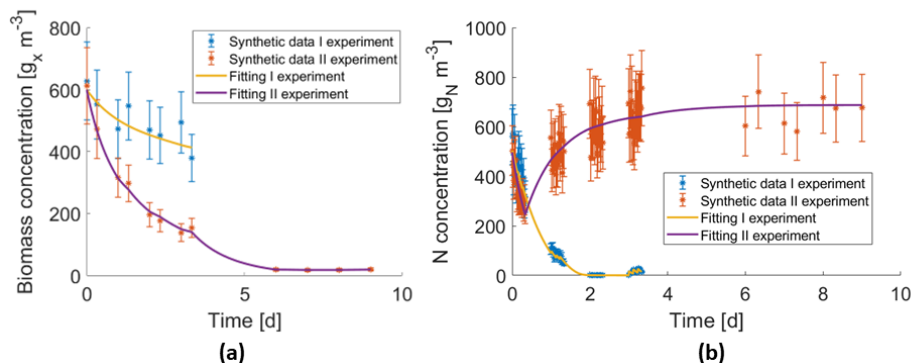 Biomass concentration [gₓ m⁻³]
800
600
400
200
0
0
5
10
Time [d]
Synthetic data I experiment
Synthetic data II experiment
Fitting I experiment
Fitting II experiment
(a)
N concentration [g_N m⁻³]
1000
800
600
400
200
0
0
2
4
6
8
10
Time [d]
Synthetic data I experiment
Synthetic data II experiment
Fitting I experiment
Fitting II experiment
(b)